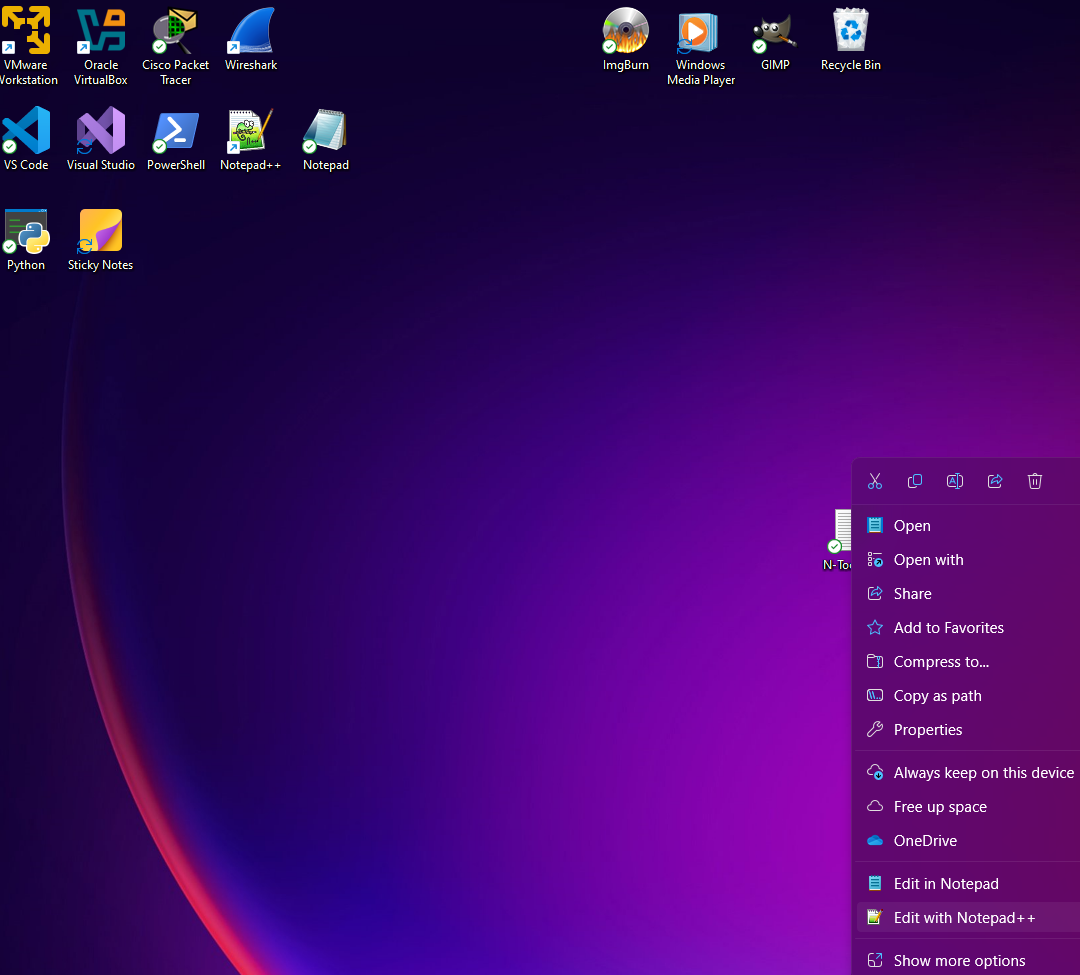 VMware
Workstation
Oracle
VirtualBox
Cisco Packet
Tracer
Wireshark
ImgBurn
Windows
Media Player
GIMP
Recycle Bin
VS Code
Visual Studio
PowerShell
Notepad++
Notepad
Python
Sticky Notes
N-Too
Open
Open with
Share
Add to Favorites
Compress to...
Copy as path
Properties
Always keep on this device
Free up space
OneDrive
Edit in Notepad
Edit with Notepad++
Show more options